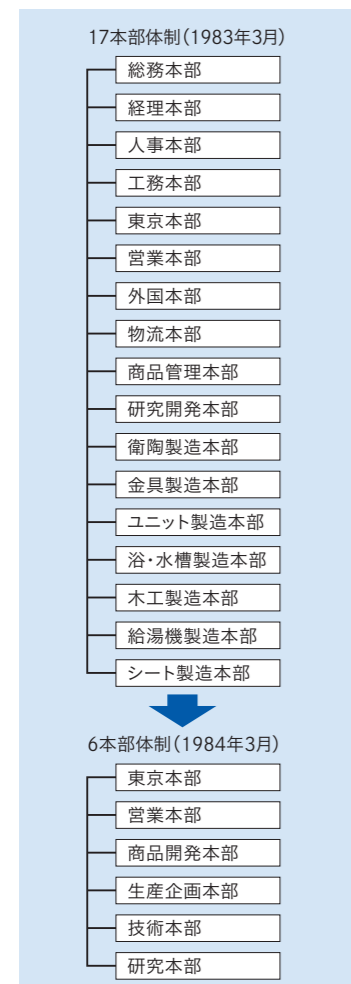 17本部体制(1983年3月)
総務本部
経理本部
人事本部
工務本部
東京本部
営業本部
外国本部
物流本部
商品管理本部
研究開発本部
衛陶製造本部
金具製造本部
ユニット製造本部
浴・水槽製造本部
木工製造本部
給湯機製造本部
シート製造本部
6本部体制(1984年3月)
東京本部
営業本部
商品開発本部
生産企画本部
技術本部
研究本部